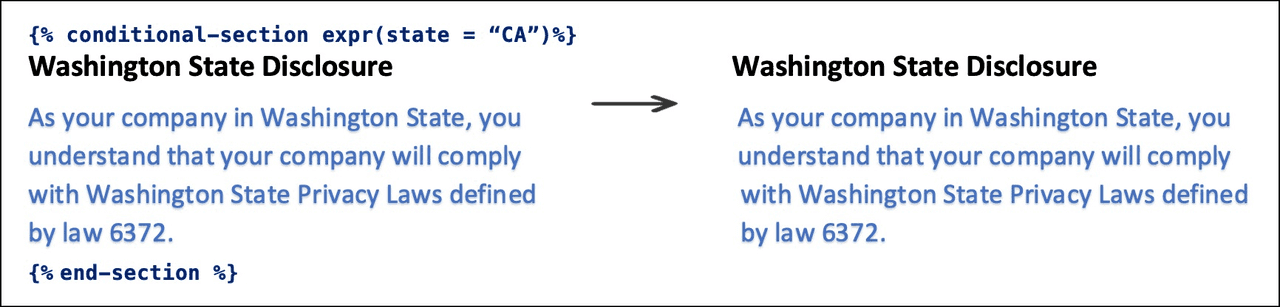 {% conditional-section expr(state = “CA”)%}
Washington State Disclosure
As your company in Washington State, you
understand that your company will comply
with Washington State Privacy Laws defined
by law 6372.
{% end-section %}
Washington State Disclosure
As your company in Washington State, you
understand that your company will comply
with Washington State Privacy Laws defined
by law 6372.